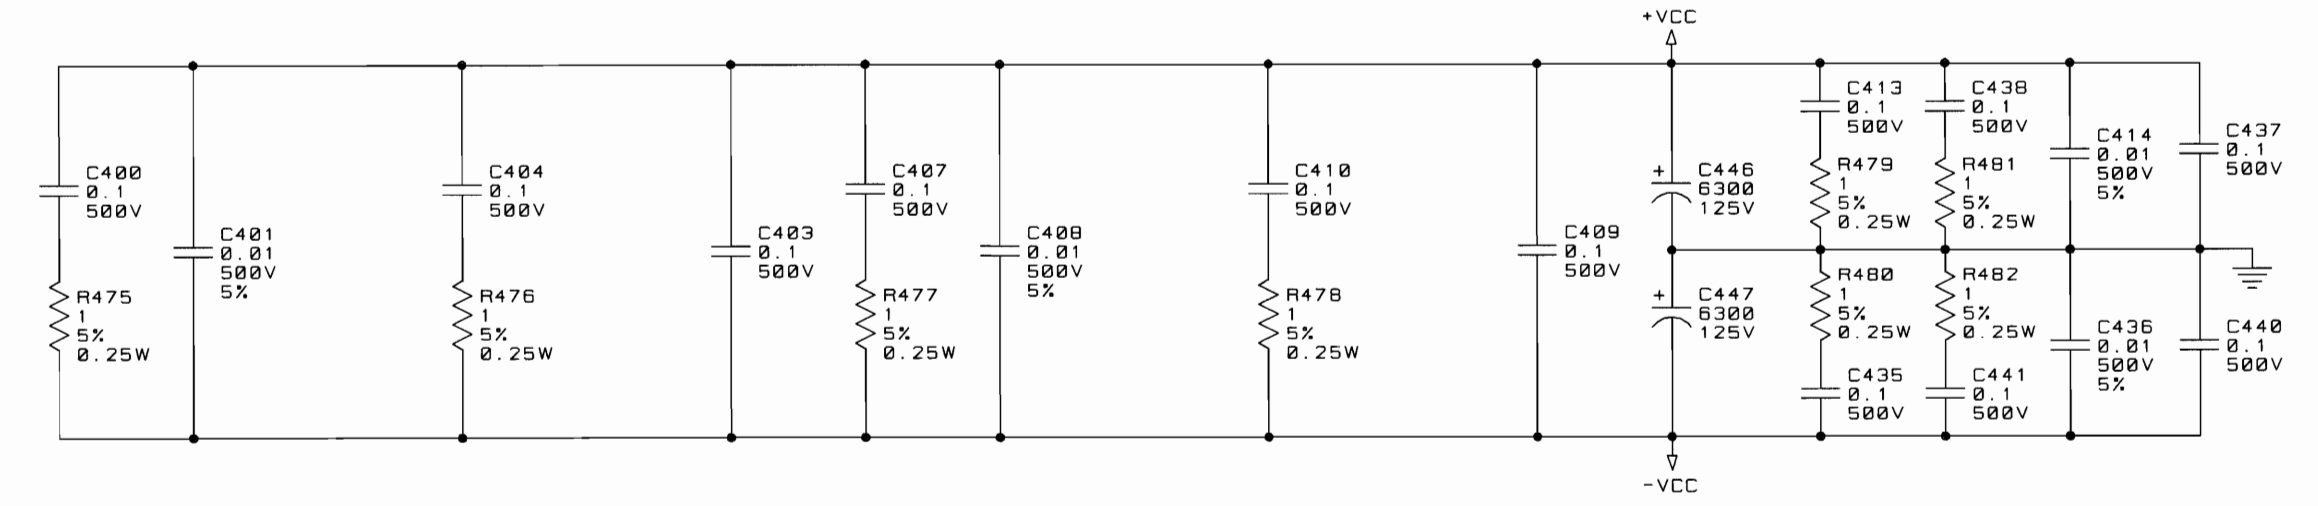 +VCC
C400
0.1
500V
R475
1
5%
0.25W
C401
0.01
500V
5%
C404
0.1
500V
R476
1
5%
0.25W
C403
0.1
500V
C407
0.1
500V
R477
1
5%
0.25W
C408
0.01
500V
5%
C410
0.1
500V
R478
1
5%
0.25W
C409
0.1
500V
+
C446
6300
125V
+
C447
6300
125V
C413
0.1
500V
R479
1
5%
0.25W
R480
1
5%
0.25W
C435
0.1
500V
C438
0.1
500V
R481
1
5%
0.25W
R482
1
5%
0.25W
C441
0.1
500V
C414
0.01
500V
5%
C436
0.01
500V
5%
C437
0.1
500V
C440
0.1
500V
-VCC